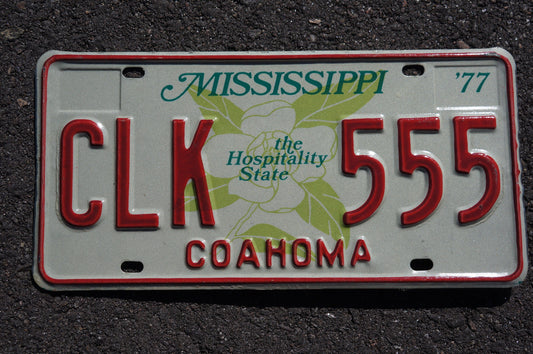 MISSISSIPPI '77
CLK 555
the
Hospitality
State
COAHOMA